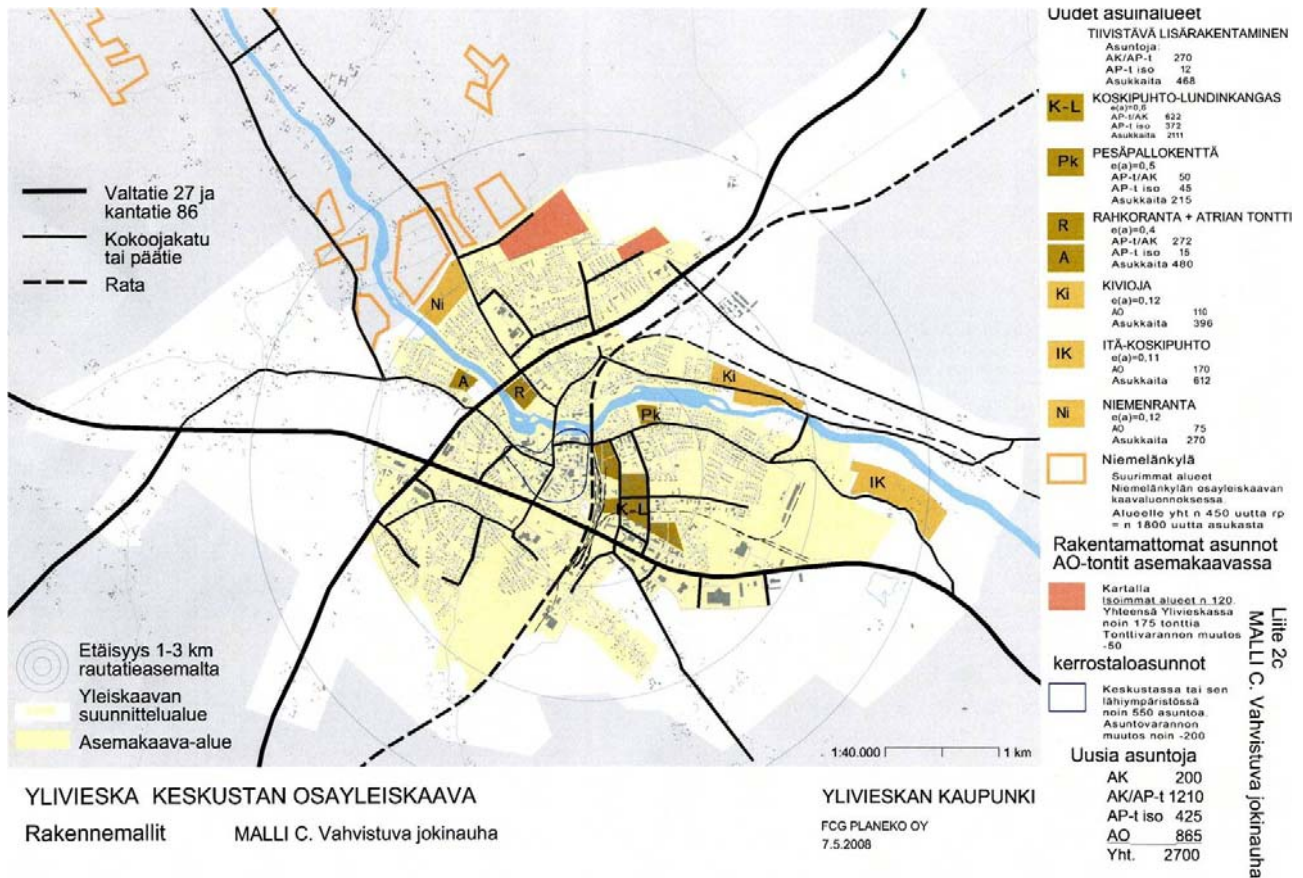 Valtatie 27 ja
kantatie 86
Kokoojakatu
tai päätie
Rata
Ni
A
R
Ki
Pk
IK
K-L
Etäisyys 1-3 km
rautatieasemalta
Yleiskaavan
suunnittelualue
Asemakaava-alue
1:40.000
1 km
YLIVIESKA KESKUSTAN OSAYLEISKAAVA
Rakennemallit MALLI C. Vahvistuva jokinauha
YLIVIESKAN KAUPUNKI
FCG PLANEKO OY
7.5.2008
Uudet asuinalueet
TIIVISTÄVÄ LISÄRAKENTAMINEN
Asuntoja:
AK/AP-t 270
AP-t iso 12
Asukkaita 468
K-L KOSKIPUHTO-LUNDINKANGAS
e(a)=0,6
AP-t/AK 622
AP-t iso 372
Asukkaita 2111
Pk PESÄPALLOKENTTÄ
e(a)=0,5
AP-t/AK 50
AP-t iso 45
Asukkaita 215
R RAHKORANTA + ATRIAN TONTTI
e(a)=0,4
AP-t/AK 272
A AP-t iso 15
Asukkaita 480
Ki KIVIOJA
e(a)=0.12
AO 110
Asukkaita 396
IK ITÄ-KOSKIPUHTO
e(a)=0,11
AO 170
Asukkaita 612
Ni NIEMENRANTA
e(a)=0,12
AO 75
Asukkaita 270
Niemelänkylä
Suurimmat alueet
Niemelänkylän osayleiskaavan
kaavaluonnoksessa
Alueelle yht n 450 uutta rp
= n 1800 uutta asukasta
Rakentamattomat asunnot
AO-tontit asemakaavassa
Kartalla
Isoimmat alueet n 120.
Yhteensä Ylivieskassa
noin 175 tonttia
Tonttivarannon muutos
-50
kerrostaloasunnot
Keskustassa tai sen
lähiympäristössä
noin 550 asuntoa.
Asuntovarannon
muutos noin -200
Uusia asuntoja
AK 200
AK/AP-t 1210
AP-t iso 425
AO 865
Yht. 2700
Liite 2c
MALLI C. Vahvistuva jokinauha